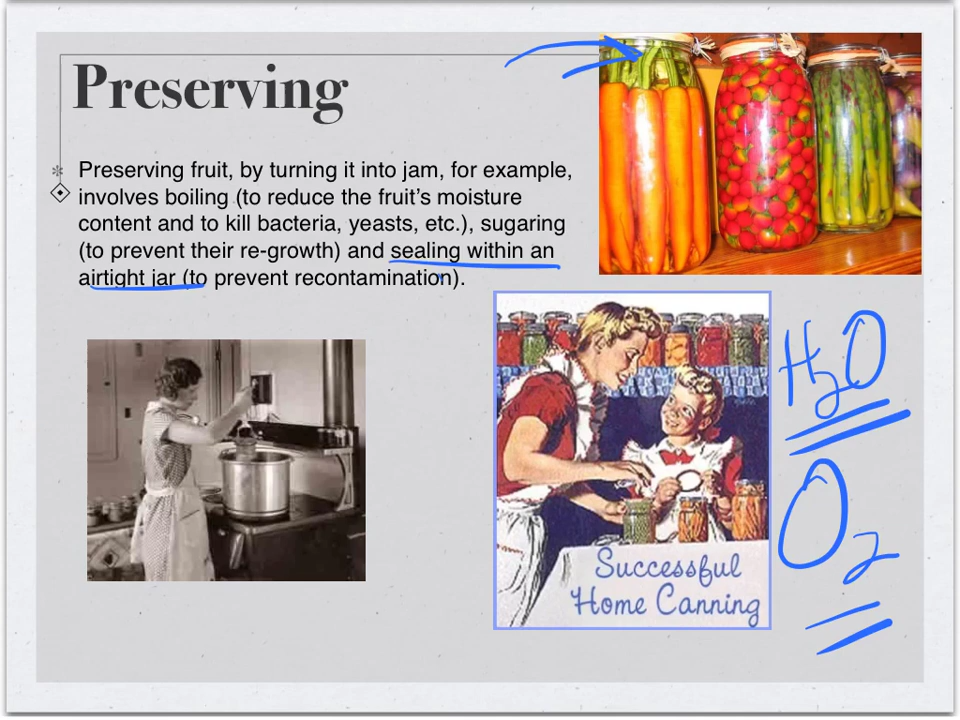 Preserving
Preserving fruit, by turning it into jam, for example,
involves boiling (to reduce the fruit's moisture
content and to kill bacteria, yeasts, etc.), sugaring
(to prevent their re-growth) and sealing within an
airtight jar (to prevent recontamination).
H₂O
O₂
Successful
Home Canning